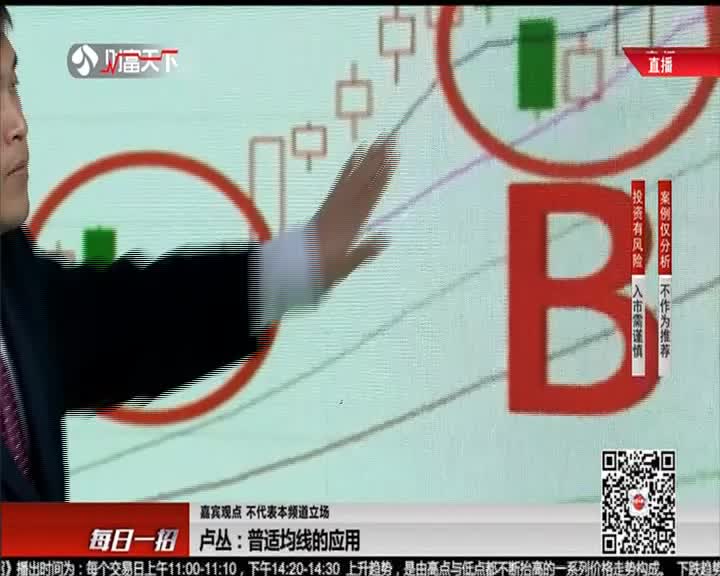 财富天下
直播
案例仅分析 不作为推荐
投资有风险 入市需谨慎
B
嘉宾观点 不代表本频道立场
每日一招
卢丛：普适均线的应用
》播出时间为：每个交易日上午11:00-11:10，下午14:20-14:30 上升趋势，是由高点与低点都不断抬高的一系列价格走势构成。 下跌趋